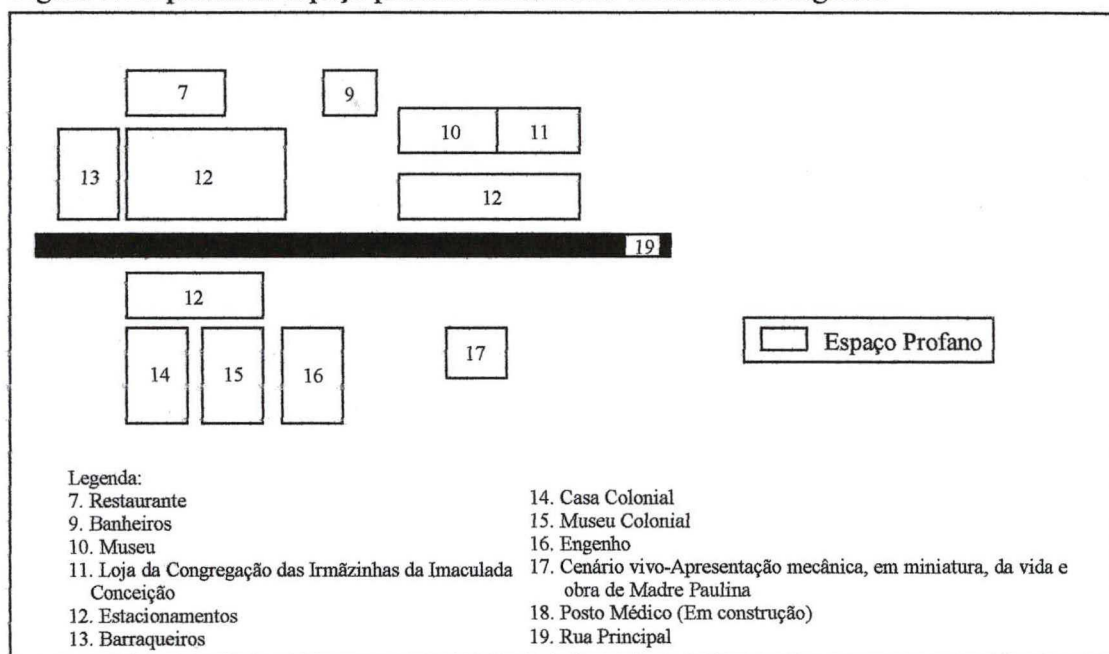 7
9
10
11
13
12
12
19
12
14
15
16
17
Espaço Profano
Legenda:
7. Restaurante
9. Banheiros
10. Museu
11. Loja da Congregação das Irmãzinhas da Imaculada
Conceição
12. Estacionamentos
13. Barraqueiros
14. Casa Colonial
15. Museu Colonial
16. Engenho
17. Cenário vivo-Apresentação mecânica, em miniatura, da vida e
obra de Madre Paulina
18. Posto Médico (Em construção)
19. Rua Principal